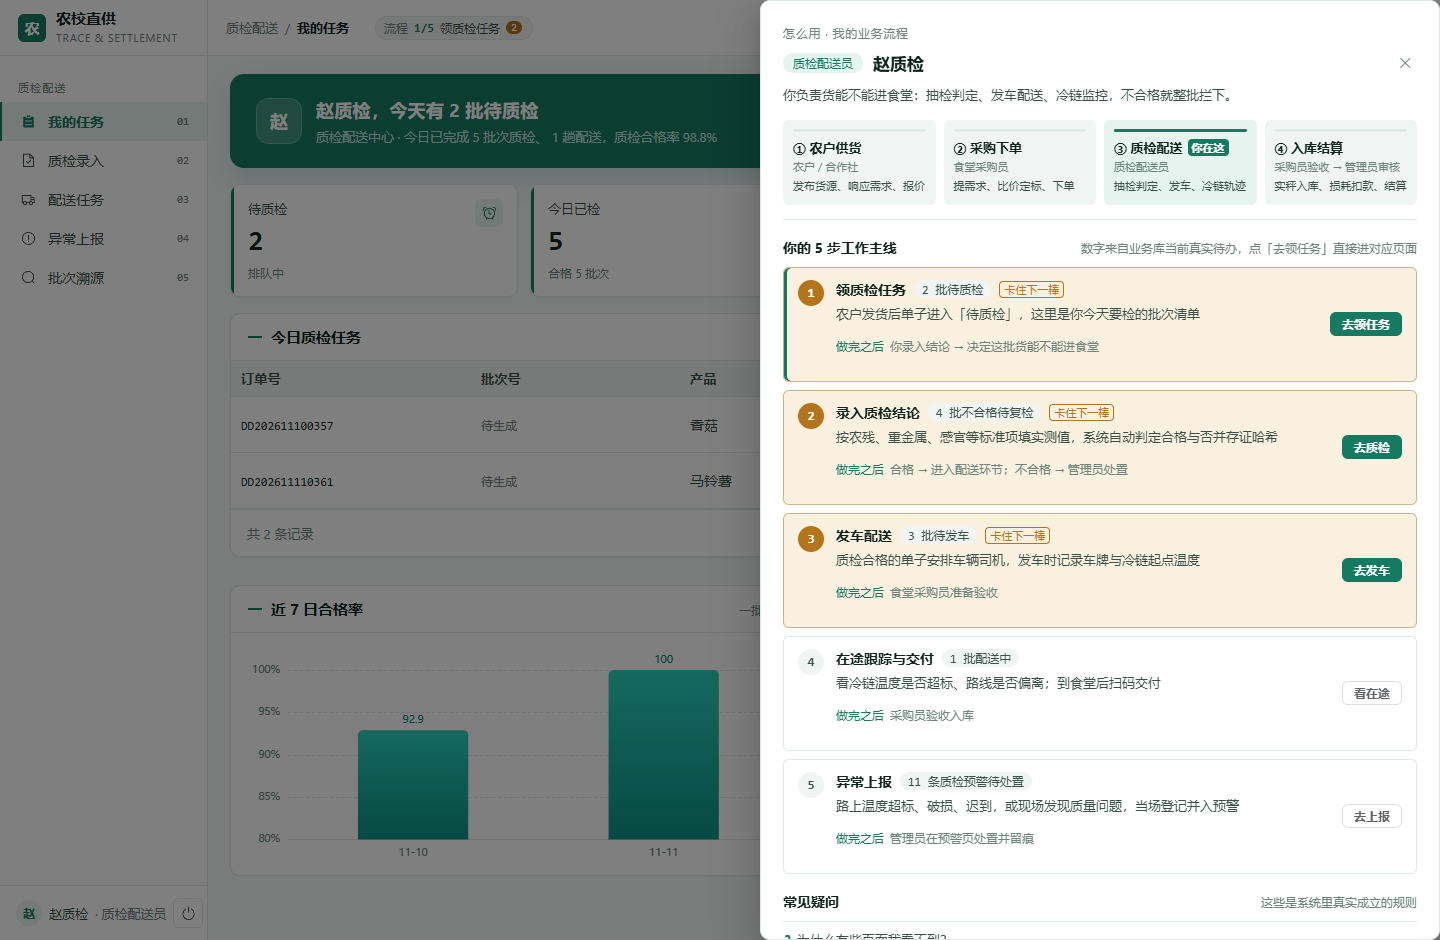 农 农校直供
TRACE & SETTLEMENT
质检配送
我的任务 01
质检录入 02
配送任务 03
异常上报 04
批次溯源 05
赵 赵质检 · 质检配送员
质检配送 / 我的任务 流程 1/5 领质检任务 2
赵 赵质检，今天有 2 批待质检
质检配送中心 · 今日已完成 5 批次质检、 1 趟配送，质检合格率 98.8%
待质检
2
排队中
今日已检
5
合格 5 批次
今日质检任务
订单号 批次号 产品
DD202611100357 待生成 香菇
DD202611110361 待生成 马铃薯
共 2 条记录
近 7 日合格率 一批
100%
95%
90%
85%
80%
92.9
100
11-10 11-11
怎么用 · 我的业务流程
质检配送员 赵质检
你负责货能不能进食堂：抽检判定、发车配送、冷链监控，不合格就整批拦下。
① 农户供货
农户 / 合作社
发布货源、响应需求、报价
② 采购下单
食堂采购员
提需求、比价定标、下单
③ 质检配送 你在这
质检配送员
抽检判定、发车、冷链轨迹
④ 入库结算
采购员验收 → 管理员审核
实秤入库、损耗扣款、结算
你的 5 步工作主线 数字来自业务库当前真实待办，点「去领任务」直接进对应页面
1 领质检任务 2 批待质检 卡住下一棒
农户发货后单子进入「待质检」，这里是你今天要检的批次清单
做完之后 你录入结论 → 决定这批货能不能进食堂
去领任务
2 录入质检结论 4 批不合格待复检 卡住下一棒
按农残、重金属、感官等标准项填实测值，系统自动判定合格与否并存证哈希
做完之后 合格 → 进入配送环节；不合格 → 管理员处置
去质检
3 发车配送 3 批待发车 卡住下一棒
质检合格的单子安排车辆司机，发车时记录车牌与冷链起点温度
做完之后 食堂采购员准备验收
去发车
4 在途跟踪与交付 1 批配送中
看冷链温度是否超标、路线是否偏离；到食堂后扫码交付
做完之后 采购员验收入库
看在途
5 异常上报 11 条质检预警待处置
路上温度超标、破损、迟到，或现场发现质量问题，当场登记并入预警
做完之后 管理员在预警页处置并留痕
去上报
常见疑问 这些是系统里真实成立的规则
? 为什么有些页面我看不到?